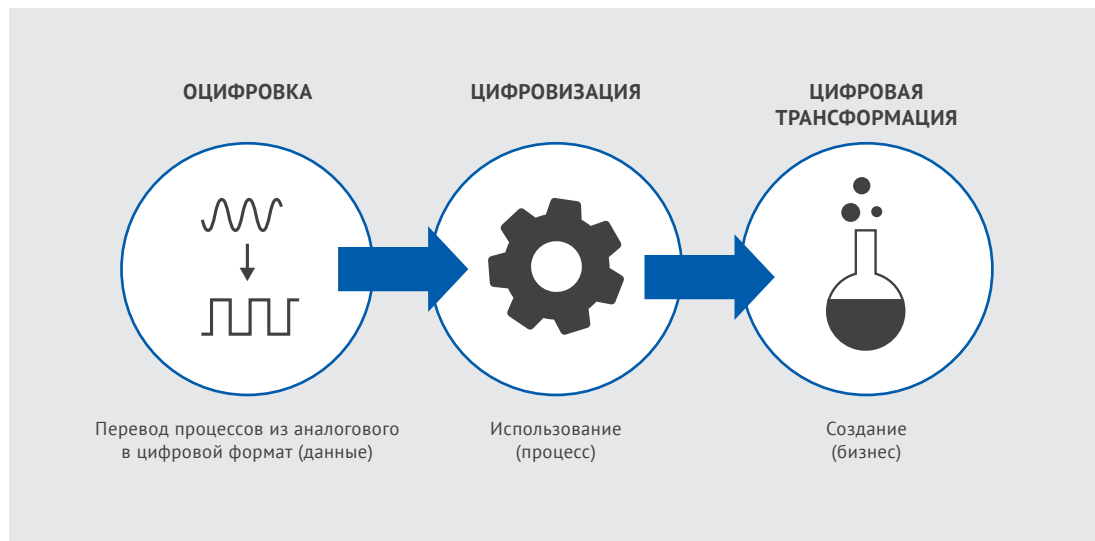 ОЦИФРОВКА
ЦИФРОВИЗАЦИЯ
ЦИФРОВАЯ
ТРАНСФОРМАЦИЯ
Перевод процессов из аналогового
в цифровой формат (данные)
Использование
(процесс)
Создание
(бизнес)